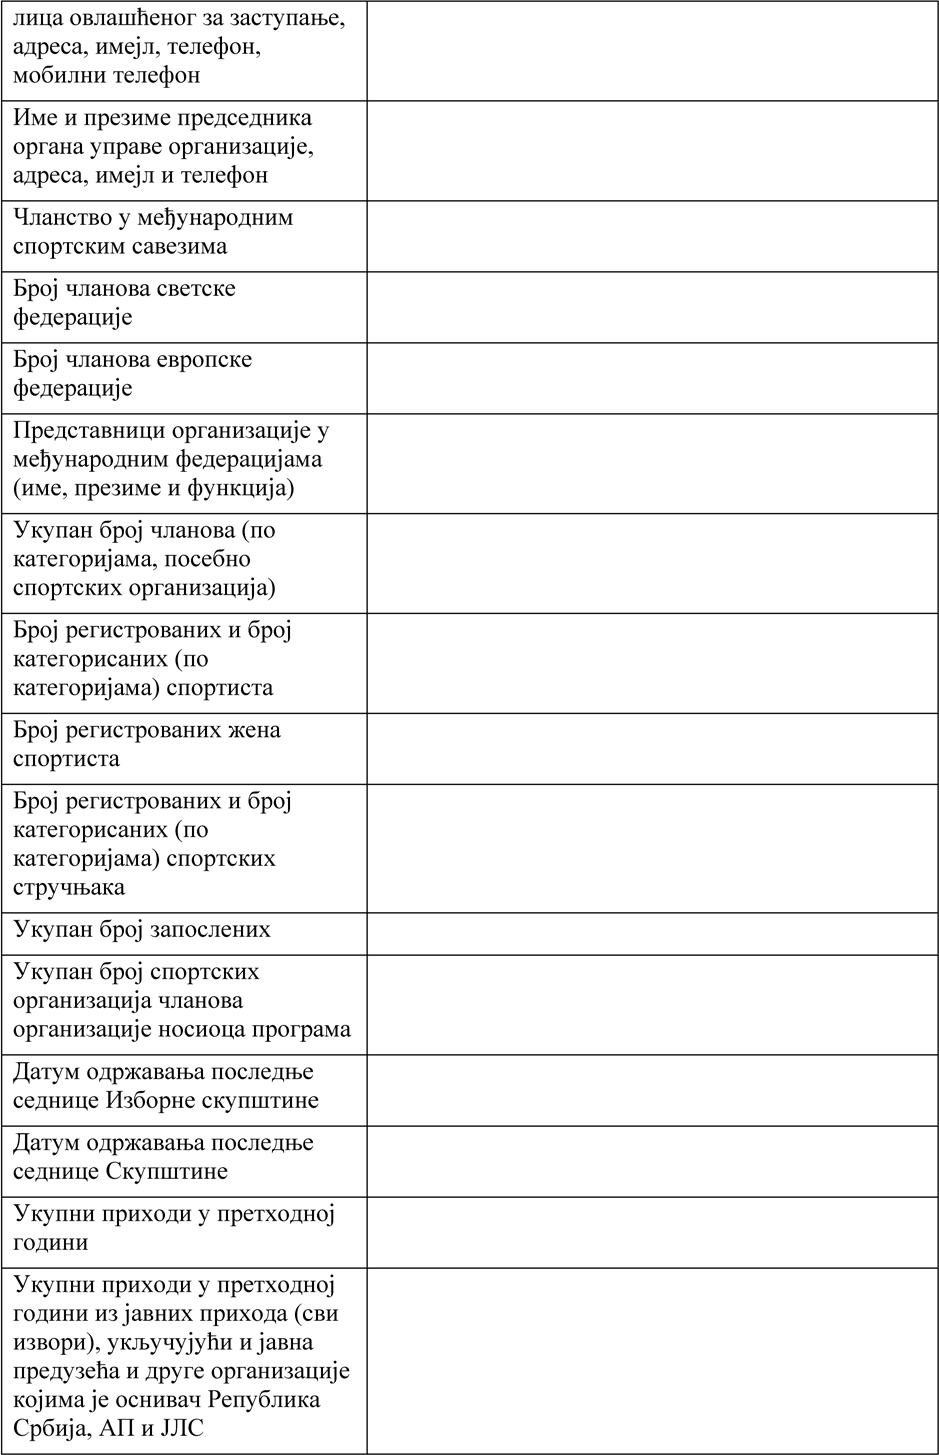 лица овлашћеног за заступање,
адреса, имејл, телефон,
мобилни телефон
Име и презиме председника
органа управе организације,
адреса, имејл и телефон
Чланство у међународним
спортским савезима
Број чланова светске
федерације
Број чланова европске
федерације
Представници организације у
међународним федерацијама
(име, презиме и функција)
Укупан број чланова (по
категоријама, посебно
спортских организација)
Број регистрованих и број
категорисаних (по
категоријама) спортиста
Број регистрованих жена
спортиста
Број регистрованих и број
категорисаних (по
категоријама) спортских
стручњака
Укупан број запослених
Укупан број спортских
организација чланова
организације носиоца програма
Датум одржавања последње
седнице Изборне скупштине
Датум одржавања последње
седнице Скупштине
Укупни приходи у претходној
години
Укупни приходи у претходној
години из јавних прихода (сви
извори), укључујући и јавна
предузећа и друге организације
којима је оснивач Република
Србија, АП и ЈЛС